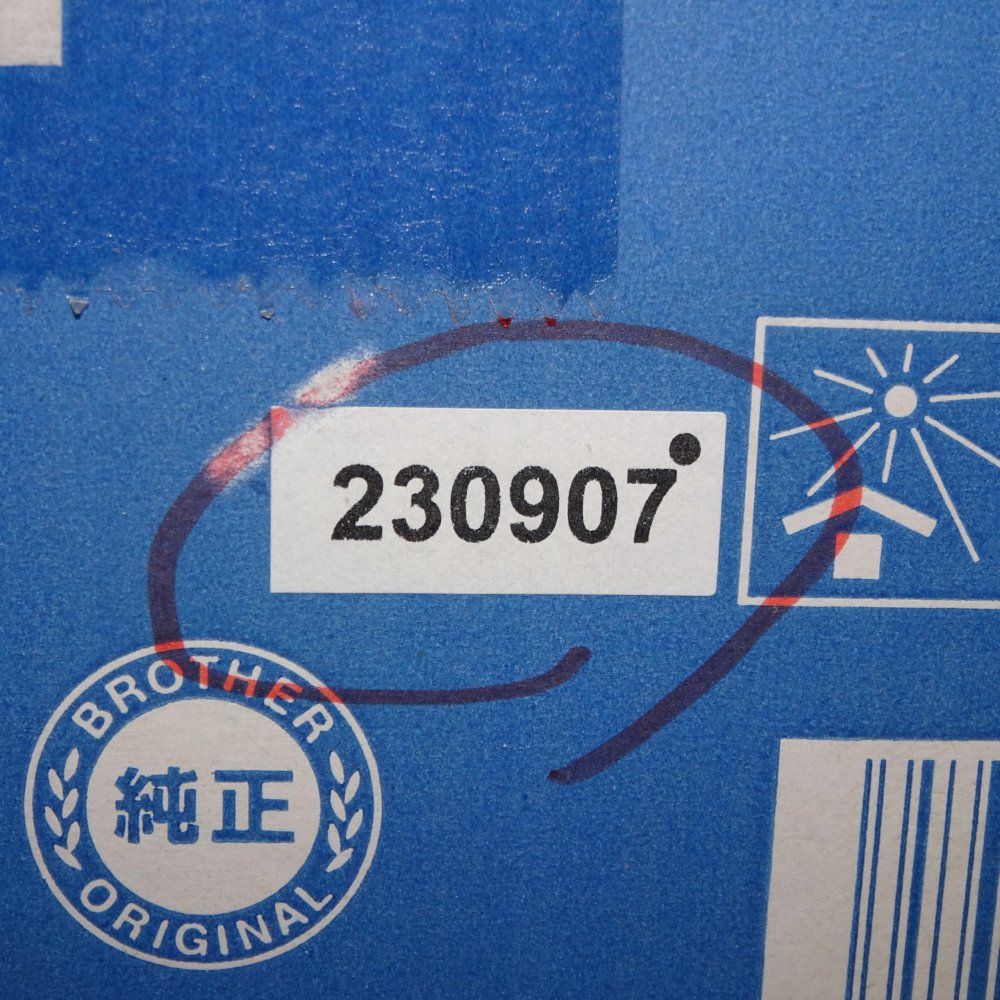 230907
BROTHER
純正
ORIGINAL